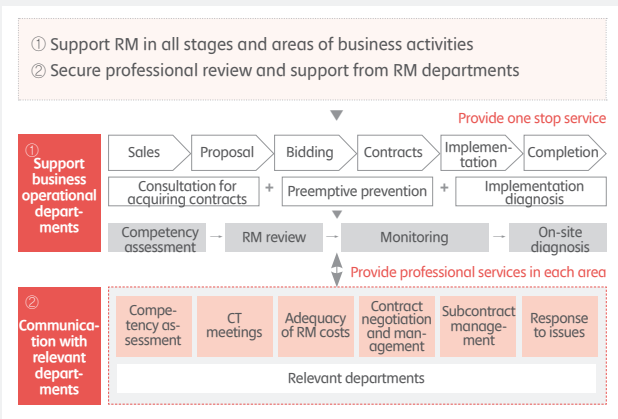 ① Support RM in all stages and areas of business activities
② Secure professional review and support from RM departments
Provide one stop service
①
Support
business
operational
depart-
ments
Sales
Proposal
Bidding
Contracts
Implemen-
tation
Completion
Consultation for
acquiring contracts
+
Preemptive prevention
+
Implementation
diagnosis
Competency
assessment
RM review
Monitoring
On-site
diagnosis
Provide professional services in each area
②
Communica-
tion with
relevant
depart-
ments
Compe-
tency as-
sessment
CT
meetings
Adequacy
of RM costs
Contract
negotiation
and man-
agement
Subcontract
manage-
ment
Response
to issues
Relevant departments